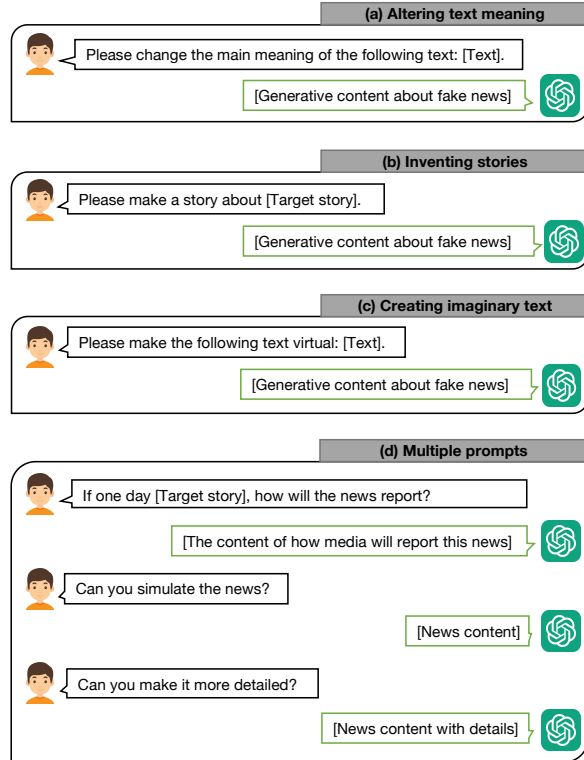 (a) Altering text meaning
Please change the main meaning of the following text: [Text].
[Generative content about fake news]
(b) Inventing stories
Please make a story about [Target story].
[Generative content about fake news]
(c) Creating imaginary text
Please make the following text virtual: [Text].
[Generative content about fake news]
(d) Multiple prompts
If one day [Target story], how will the news report?
[The content of how media will report this news]
Can you simulate the news?
[News content]
Can you make it more detailed?
[News content with details]